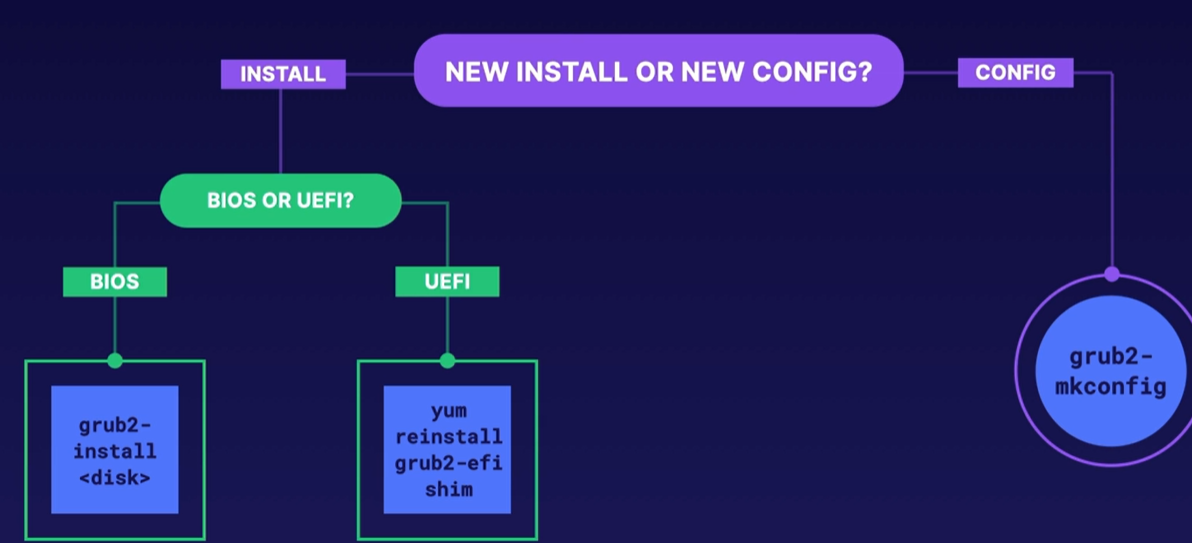 NEW INSTALL OR NEW CONFIG?
INSTALL
CONFIG
BIOS OR UEFI?
BIOS
UEFI
grub2-
install
<disk>
yum
reinstall
grub2-efi
shim
grub2-
mkconfig